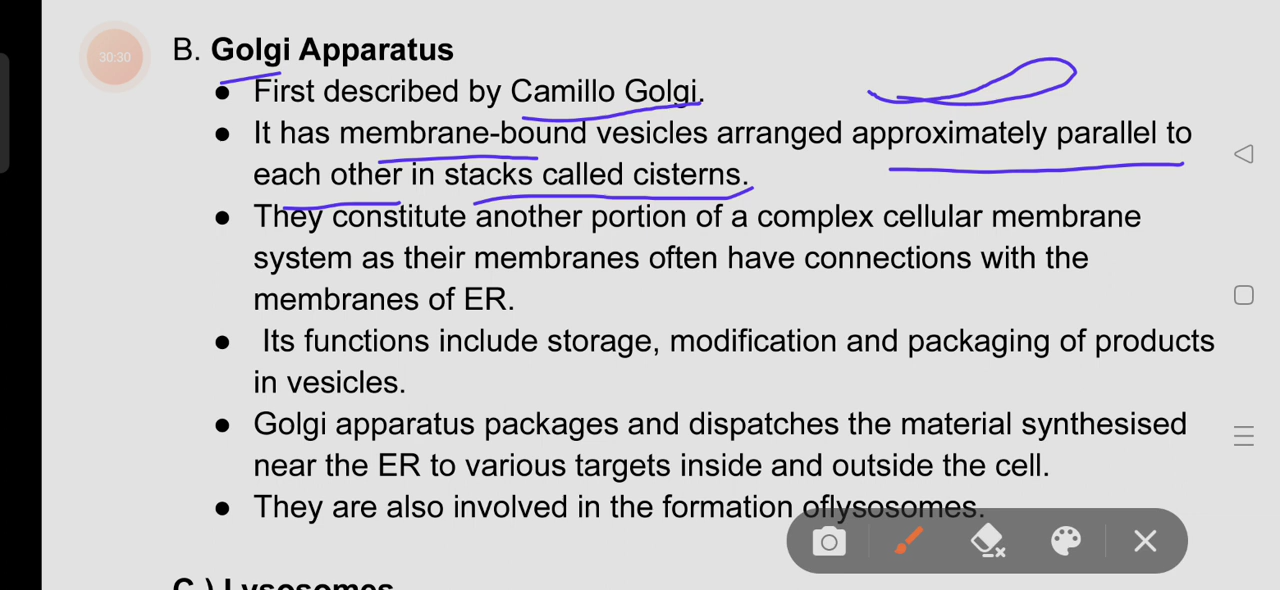 30:30
B. Golgi Apparatus
● First described by Camillo Golgi.
● It has membrane-bound vesicles arranged approximately parallel to
each other in stacks called cisterns.
● They constitute another portion of a complex cellular membrane
system as their membranes often have connections with the
membranes of ER.
● Its functions include storage, modification and packaging of products
in vesicles.
● Golgi apparatus packages and dispatches the material synthesised
near the ER to various targets inside and outside the cell.
● They are also involved in the formation oflysosomes.
C.) Lysosomes